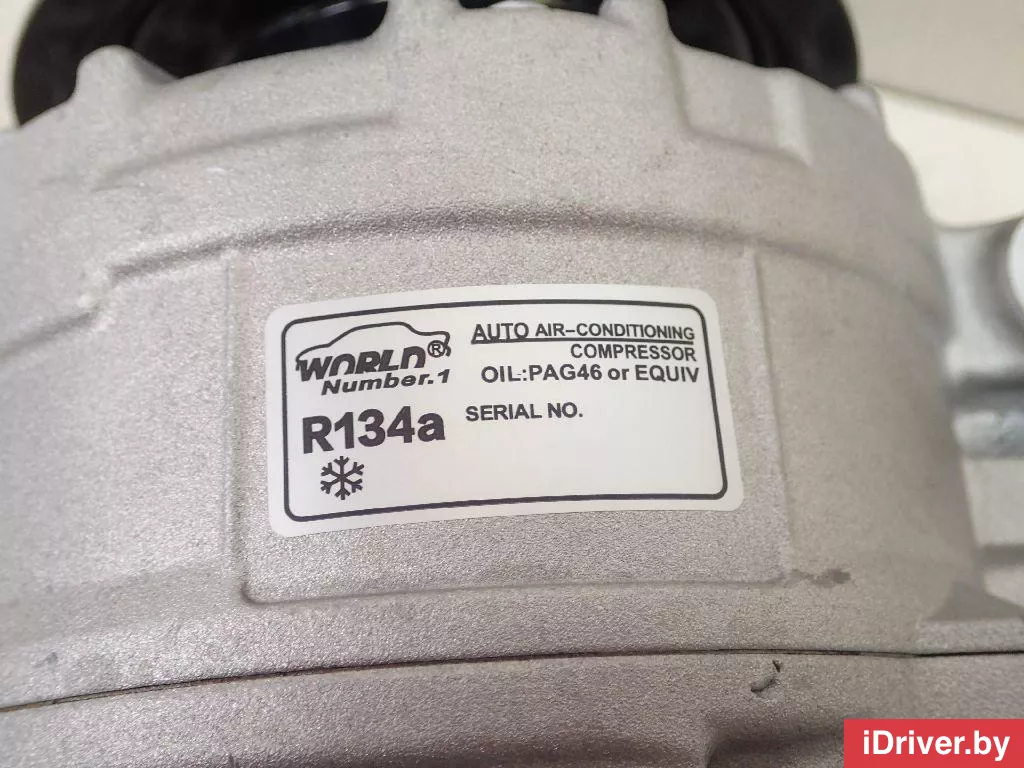 WORLD®
Number.1
AUTO AIR-CONDITIONING
COMPRESSOR
OIL:PAG46 or EQUIV
R134a
SERIAL NO.
iDriver.by